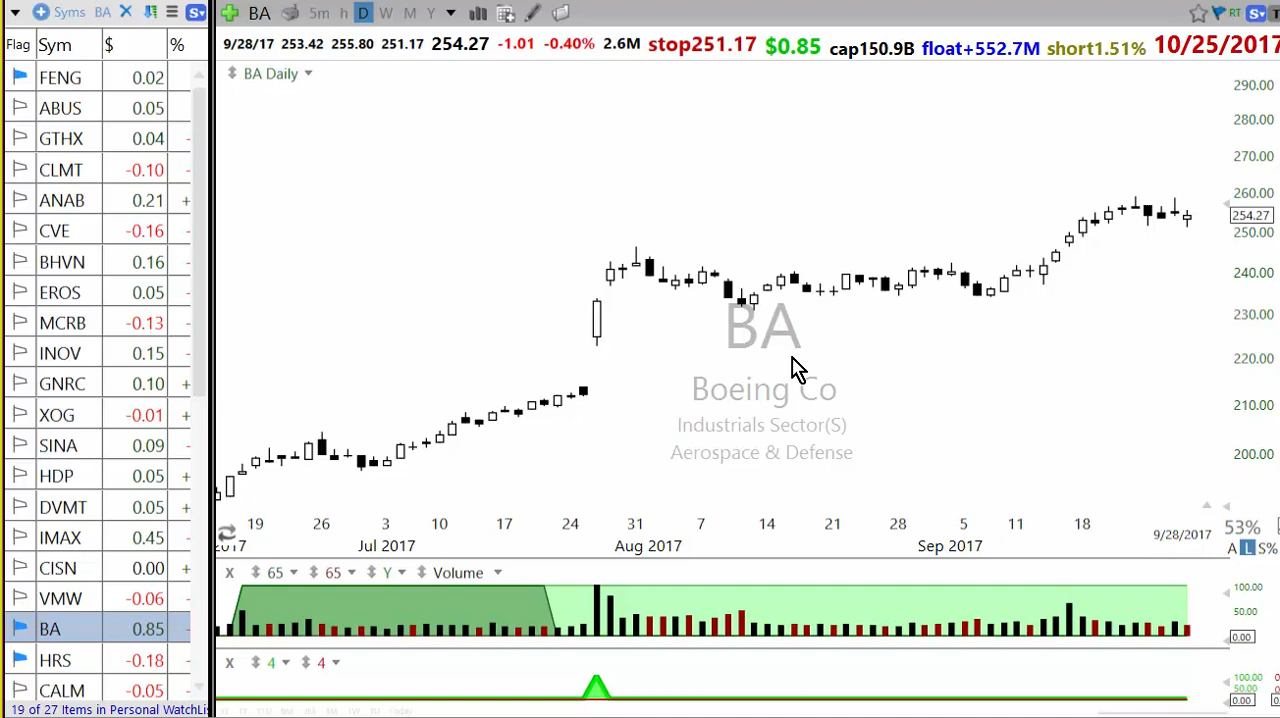 Syms BA
S
BA 5m h D W M Y RT S
Flag Sym $ %
9/28/17 253.42 255.80 251.17 254.27 -1.01 -0.40% 2.6M stop251.17 $0.85 cap150.9B float+552.7M short1.51% 10/25/2017
BA Daily
FENG 0.02
ABUS 0.05
GTHX 0.04 -
CLMT -0.10 -
ANAB 0.21 +
CVE -0.16 -
BHVN 0.16 -
EROS 0.05 -
MCRB -0.13 -
INOV 0.15 -
GNRC 0.10 +
XOG -0.01 +
SINA 0.09 -
HDP 0.05 +
DVMT 0.05 +
IMAX 0.45 -
CISN 0.00 +
VMW -0.06 -
BA 0.85 -
HRS -0.18 -
CALM -0.05 -
19 of 27 Items in Personal WatchLis
290.00
280.00
270.00
260.00
254.27
250.00
240.00
230.00
220.00
210.00
200.00
BA
Boeing Co
Industrials Sector(S)
Aerospace & Defense
19 26 3 10 17 24 31 7 14 21 28 5 11 18
53%
9/28/2017
2017 Jul 2017 Aug 2017 Sep 2017
A L S%
X 65 65 Y Volume
100.00
50.00
0.00
X 4 4
100.00
50.00
0.00